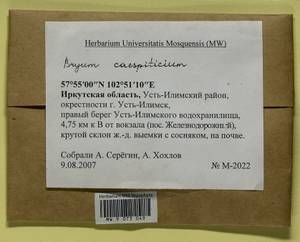 Herbarium Universitatis Mosquensis (MW)
Bryum caespiticium
57°55'00"N 102°51'10"E
Иркутская область, Усть-Илимский район,
окрестности г. Усть-Илимск,
правый берег Усть-Илимского водохранилища,
4,75 км к В от вокзала (пос. Железнодорожный),
крутой склон ж.-д. выемки с сосняком, на почве.
Собрали А. Серёгин, А. Хохлов
9.08.2007 № M-2022